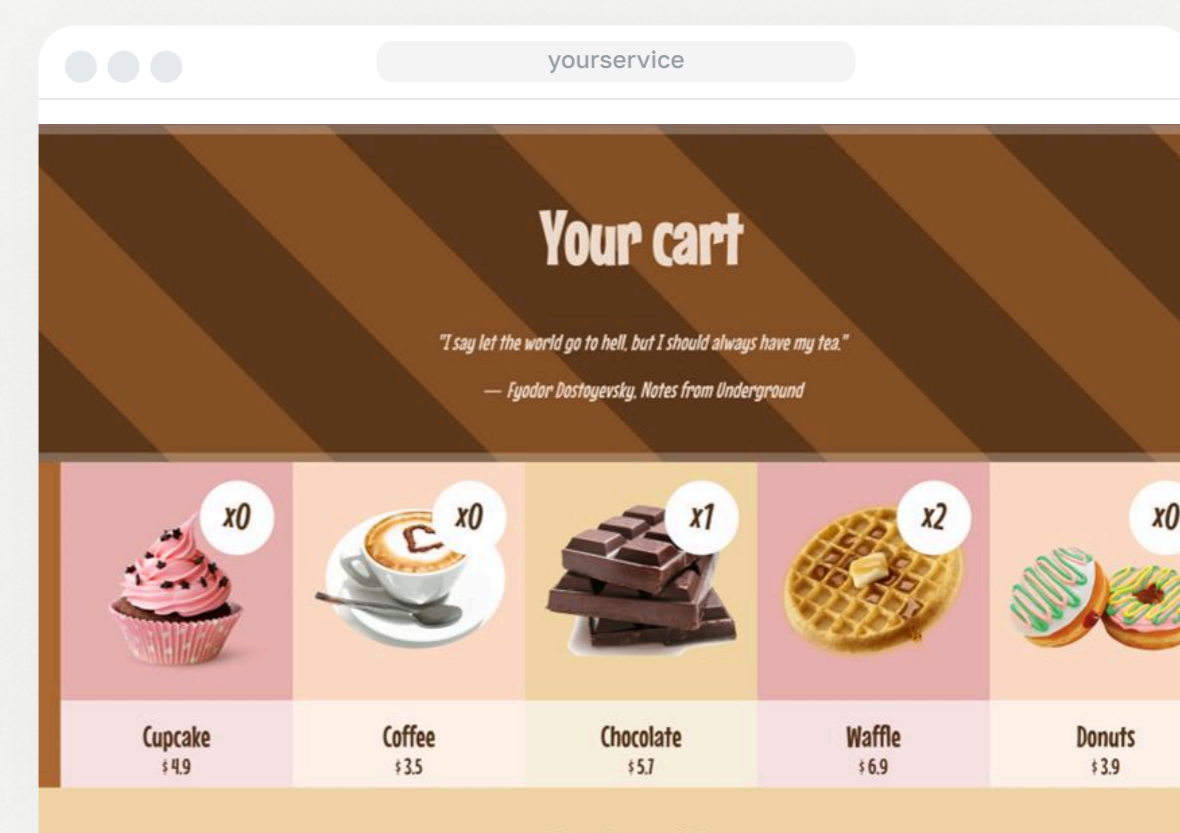 yourservice
Your cart
"I say let the world go to hell, but I should always have my tea."
— Fyodor Dostoyevsky, Notes from Underground
x0
x0
x1
x2
x0
Cupcake
$ 4.9
Coffee
$ 3.5
Chocolate
$ 5.7
Waffle
$ 6.9
Donuts
$ 3.9